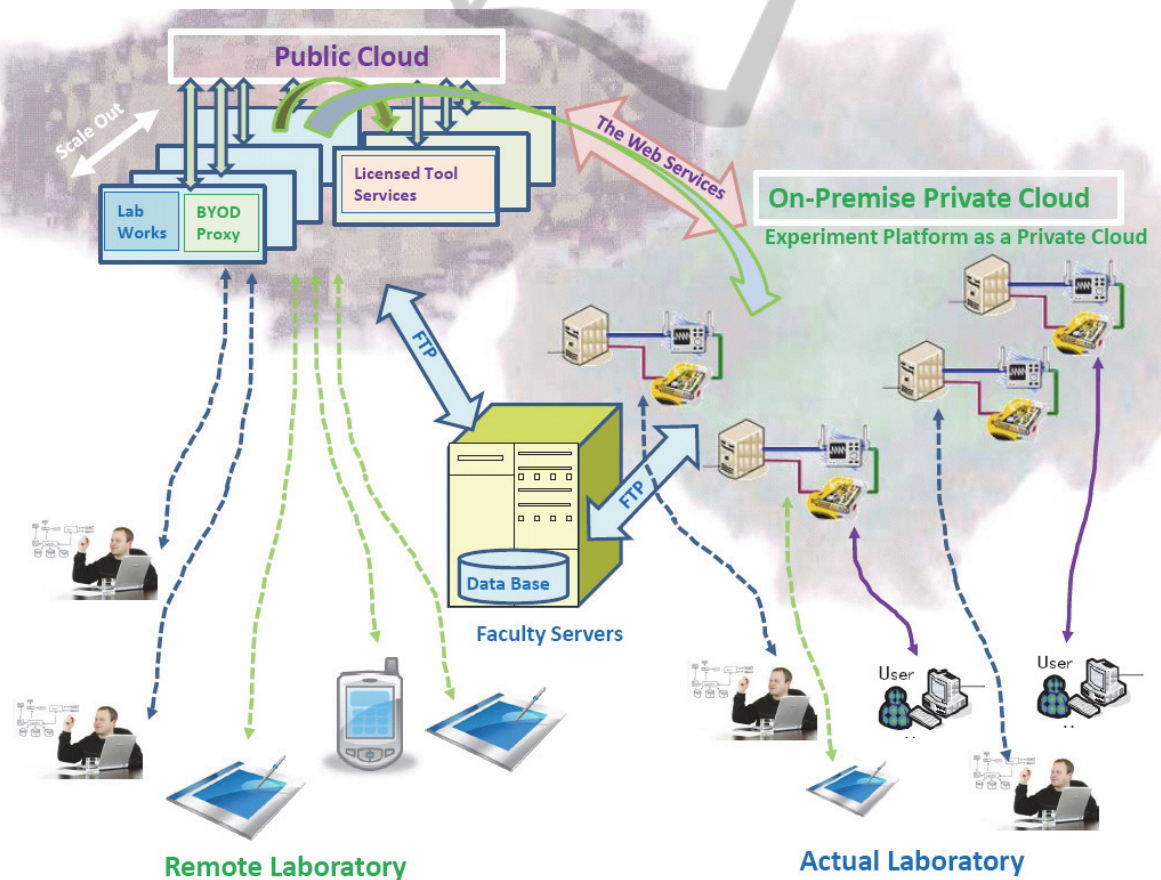 Public Cloud
Scale Out
Lab
Works
BYOD
Proxy
Licensed Tool
Services
The Web Services
On-Premise Private Cloud
Experiment Platform as a Private Cloud
FTP
FTP
Data Base
Faculty Servers
User
User
Remote Laboratory
Actual Laboratory